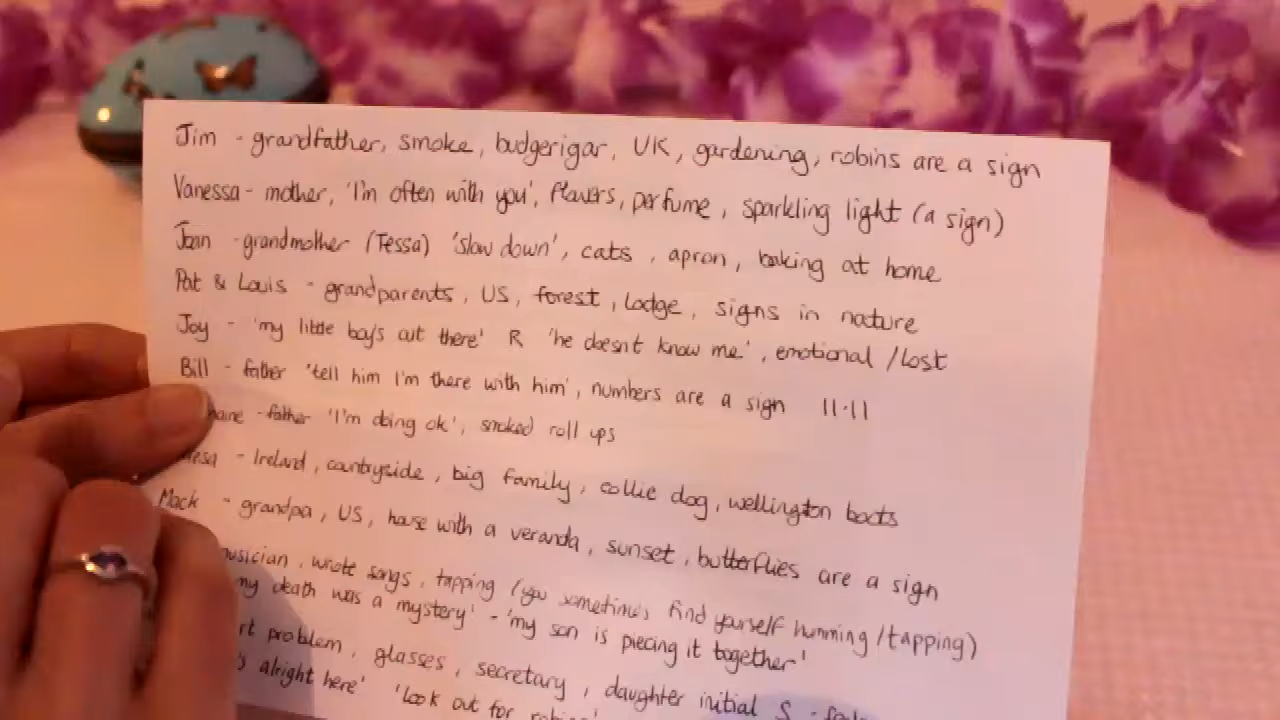 Jim - grandfather, smoke, budgerigar, UK, gardening, robins are a sign
Vanessa - mother, 'I'm often with you', flowers, perfume, sparkling light (a sign)
Joan - grandmother (Tessa) 'slow down', cats, apron, baking at home
Pat & Louis - grandparents, US, forest, lodge, signs in nature
Joy - 'my little boy's out there' R 'he doesn't know me', emotional/lost
Bill - father 'tell him I'm there with him', numbers are a sign 11.11
- father 'I'm doing ok', smoked roll ups
- Ireland, countryside, big family, collie dog, wellington boots
Mack - grandpa, US, house with a veranda, sunset, butterflies are a sign
musician, wrote songs, tapping (you sometimes find yourself humming/tapping)
my death was a mystery' - 'my son is piecing it together'
problem, glasses, secretary, daughter initial S -
alright here' 'look out for